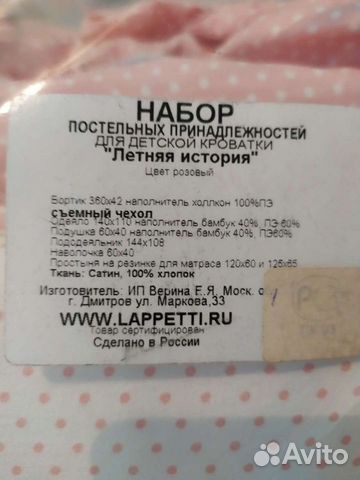 НАБОР
ПОСТЕЛЬНЫХ ПРИНАДЛЕЖНОСТЕЙ
ДЛЯ ДЕТСКОЙ КРОВАТКИ
"Летняя история"
Цвет розовый
Бортик 360х42 наполнитель холлкон 100%ПЭ
съемный чехол
Одеяло 140х110 наполнитель бамбук 40%, ПЭ 60%
Подушка 60х40 наполнитель бамбук 40%, ПЭ60%
Пододеяльник 144х108
Наволочка 60х40
Простыня на резинке для матраса 120х60 и 125х65
Ткань: Сатин, 100% хлопок
Изготовитель: ИП Верина Е.Я. Моск.
г. Дмитров ул. Маркова,33
WWW.LAPPETTI.RU
Товар сертифицирован
Сделано в России
Avito